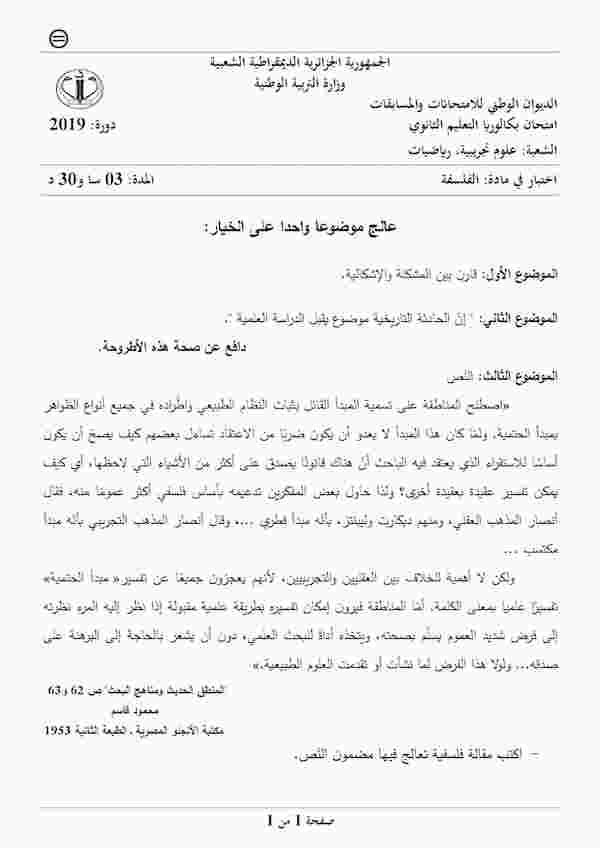 الجمهورية الجزائرية الديمقراطية الشعبية
وزارة التربية الوطنية
الديوان الوطني للامتحانات والمسابقات
امتحان بكالوريا التعليم الثانوي
دورة: 2019
الشعبة: علوم تجريبية، رياضيات
اختبار في مادة: الفلسفة
المدة: 03 سا و30 د
عالج موضوعا واحدا على الخيار:
الموضوع الأول: قارن بين المشكلة والإشكالية.
الموضوع الثاني: " إنّ الحادثة التاريخية موضوع يقبل الدراسة العلمية ".
دافع عن صحة هذه الأطروحة.
الموضوع الثالث: النّص
«اصطلح المناطقة على تسمية المبدأ القائل بثبات النّظام الطبيعي واطّراده في جميع أنواع الظّواهر
بمبدأ الحتمية. ولمّا كان هذا المبدأ لا يعدو أن يكون ضربًا من الاعتقاد تساءل بعضهم كيف يصحّ أن يكون
أساسًا للاستقراء الذي يعتقد فيه الباحث أنّ هناك قانونًا يصدق على أكثر من الأشياء التي لاحظها، أي كيف
يمكن تفسير عقيدة بعقيدة أخرى؟ ولذا حاول بعض المفكرين تدعيمه بأساس فلسفي أكثر عمومًا منه، فقال
أنصار المذهب العقلي، ومنهم ديكارت وليبنتز، بأنّه مبدأ فطري ...، وقال أنصار المذهب التجريبي بأنّه مبدأ
مكتسب ...
ولكن لا أهمية للخلاف بين العقليين والتجريبيين، لأنهم يعجزون جميعًا عن تفسير« مبدأ الحتمية»
تفسيرًا علميا بمعنى الكلمة. أمّا المناطقة فيرون إمكان تفسيره بطريقة علمية مقبولة إذا نظر إليه المرء نظرته
إلى فرض شديد العموم يسلّم بصحته، ويتخذه أداة للبحث العلمي، دون أن يشعر بالحاجة إلى البرهنة على
صدقه... ولولا هذا الفرض لما نشأت أو تقدمت العلوم الطبيعية.»
"المنطق الحديث ومناهج البحث" ص 62 و63
محمود قاسم
مكتبة الأنجلو المصرية ، الطبعة الثانية 1953
– اكتب مقالة فلسفية تعالج فيها مضمون النّص.
صفحة 1 من 1